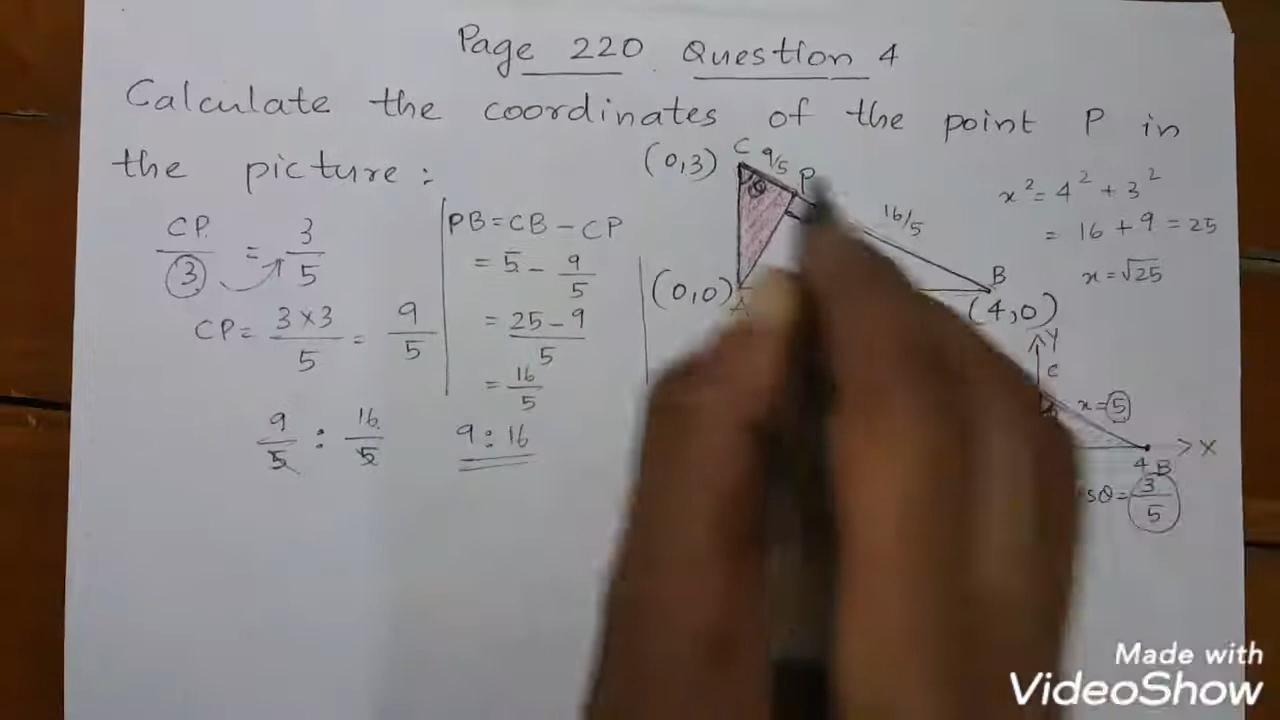 Page 220 Question 4
Calculate the coordinates of the point P in
the picture :
CP/3 = 3/5
CP = 3×3/5 = 9/5
9/5 : 16/5
9 : 16
PB = CB − CP
= 5 − 9/5
= 25 − 9/5
= 16/5
(0,3) C 9/5 P
θ
16/5
(0,0) A
B
(4,0)
x² = 4² + 3²
= 16 + 9 = 25
x = √25
Y
C
x = 5
X
4 B
sθ = 3/5
Made with
VideoShow